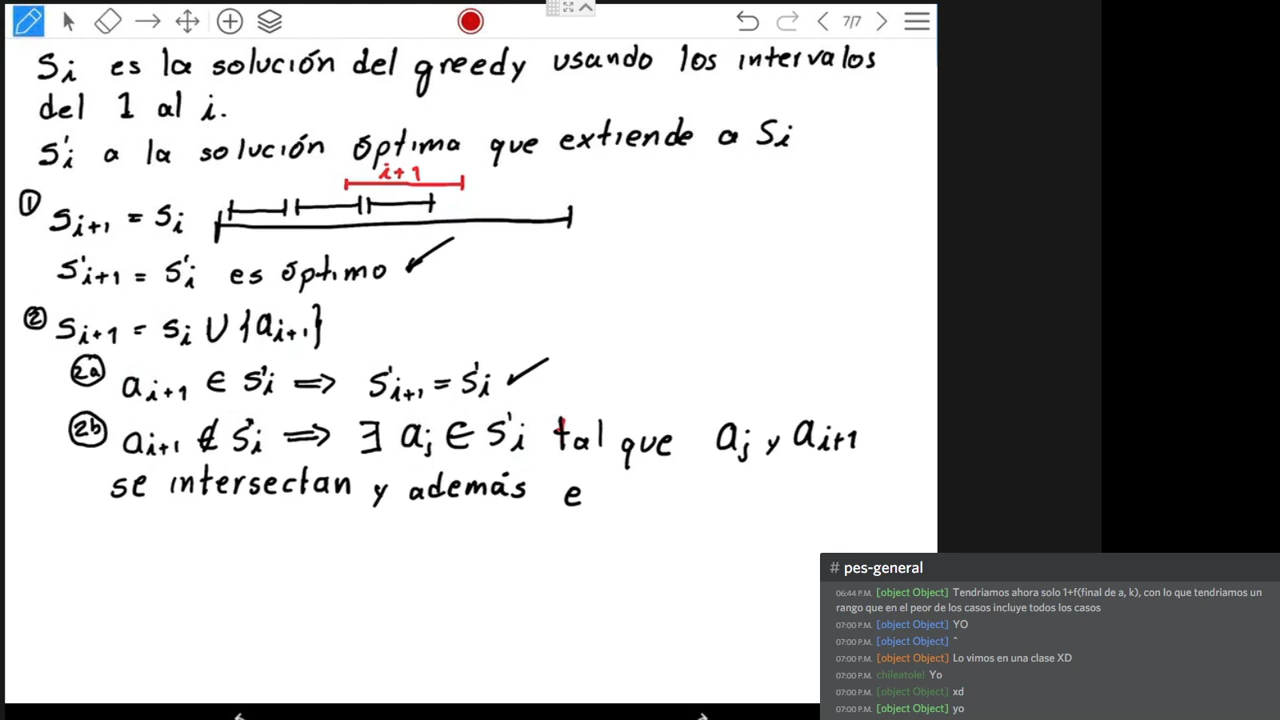 7/7
Si es la solución del greedy usando los intervalos
del 1 al i.
S'i a la solución óptima que extiende a Si
i+1
① Si+1 = Si
S'i+1 = S'i es óptimo ✓
② Si+1 = Si ∪ {ai+1}
2a ai+1 ∈ S'i ⟹ S'i+1 = S'i ✓
2b ai+1 ∉ S'i ⟹ ∃ aj ∈ S'i tal que aj y ai+1
se intersectan y además e
# pes-general
06:44 P.M. [object Object] Tendriamos ahora solo 1+f(final de a, k), con lo que tendriamos un
rango que en el peor de los casos incluye todos los casos
07:00 P.M. [object Object] YO
07:00 P.M. [object Object] ^
07:00 P.M. [object Object] Lo vimos en una clase XD
07:00 P.M. chileatole! Yo
07:00 P.M. [object Object] xd
07:00 P.M. [object Object] yo